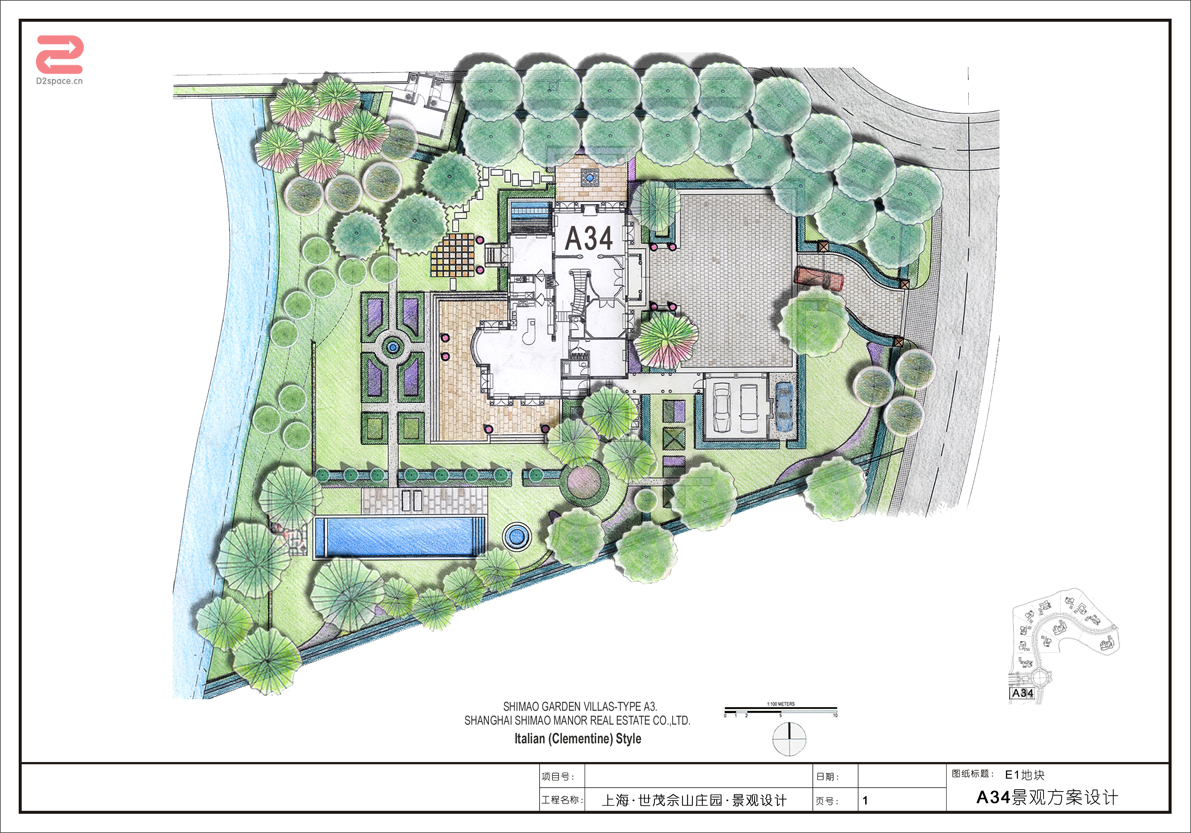 D2space.cn
A34
A34
SHIMAO GARDEN VILLAS-TYPE A3.
SHANGHAI SHIMAO MANOR REAL ESTATE CO.,LTD.
Italian (Clementine) Style
1:100 METERS
0 1 2 5 10
项目号:
日期:
图纸标题: E1地块
工程名称:
上海·世茂佘山庄园·景观设计
页号:
1
A34景观方案设计